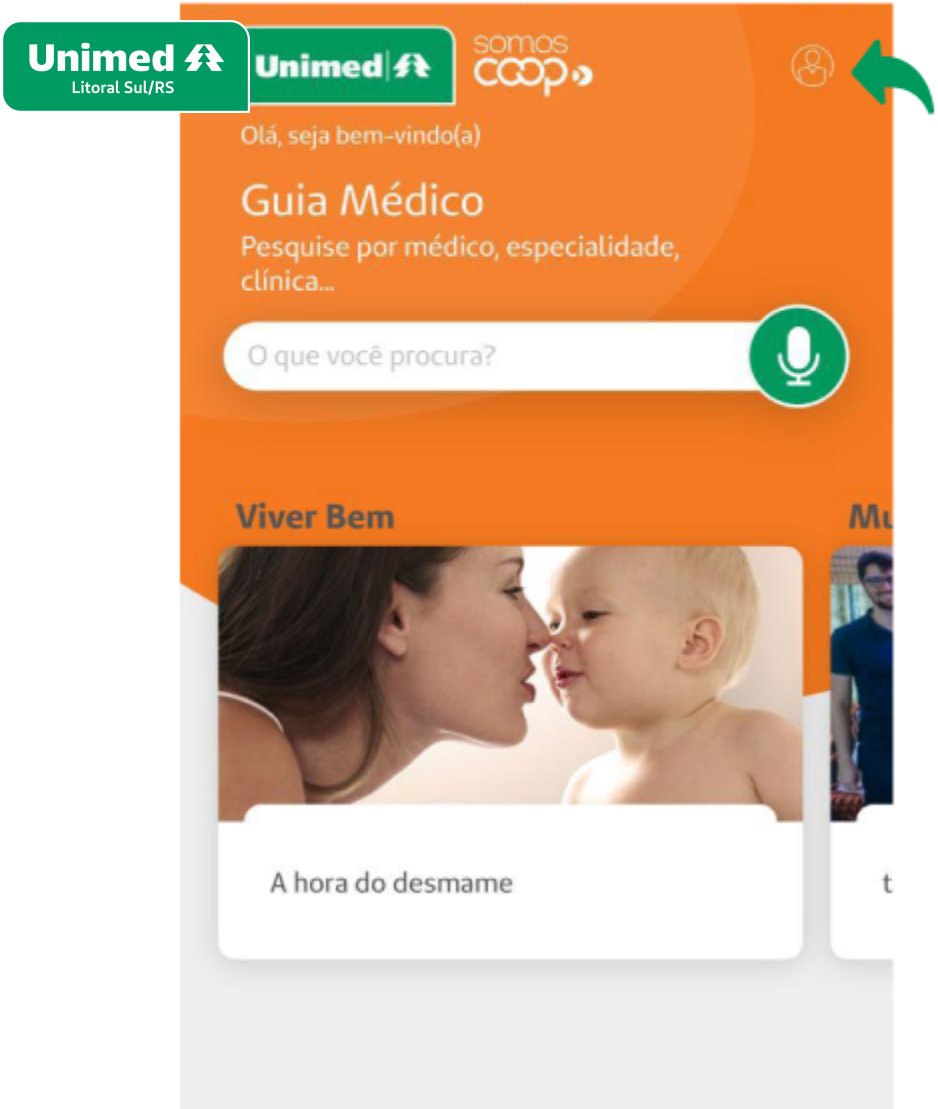 Unimed
Litoral Sul/RS
Unimed
somos
coop
Olá, seja bem-vindo(a)
Guia Médico
Pesquise por médico, especialidade,
clínica...
O que você procura?
Viver Bem
Mu
A hora do desmame
t